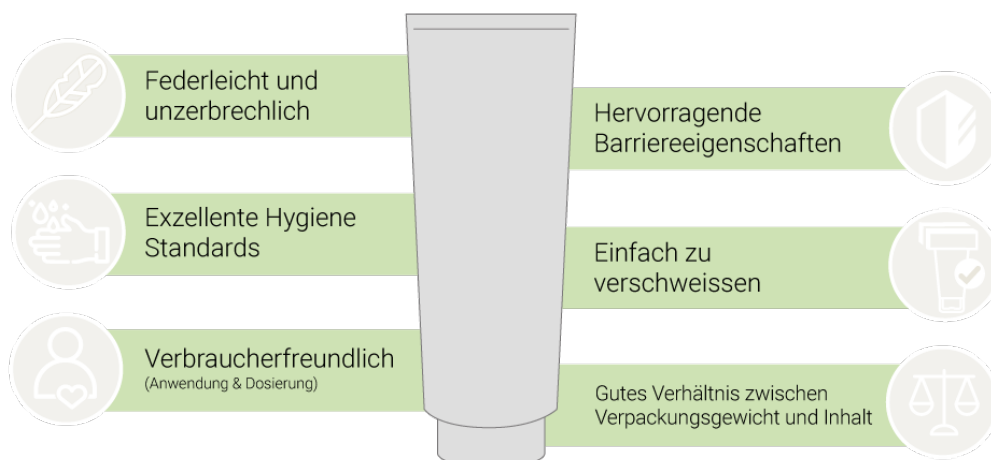 Federleicht und
unzerbrechlich
Exzellente Hygiene
Standards
Verbraucherfreundlich
(Anwendung & Dosierung)
Hervorragende
Barriereeigenschaften
Einfach zu
verschweissen
Gutes Verhältnis zwischen
Verpackungsgewicht und Inhalt